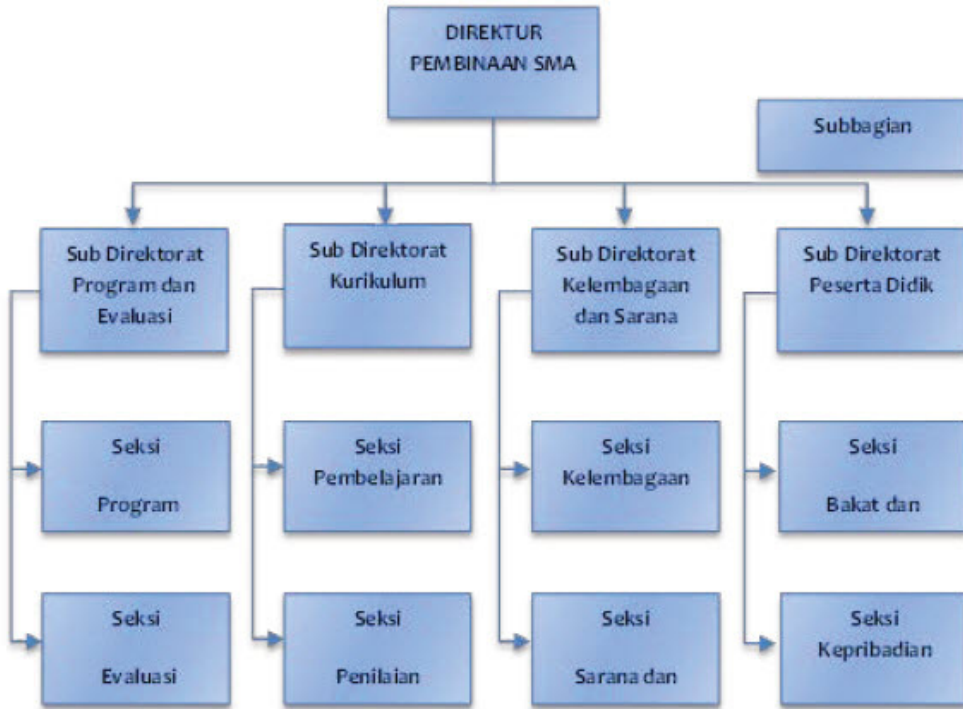 DIREKTUR
PEMBINAAN SMA
Subbagian
Sub Direktorat
Program dan
Evaluasi
Sub Direktorat
Kurikulum
Sub Direktorat
Kelembagaan
dan Sarana
Sub Direktorat
Peserta Didik
Seksi
Program
Seksi
Pembelajaran
Seksi
Kelembagaan
Seksi
Bakat dan
Seksi
Evaluasi
Seksi
Penilaian
Seksi
Sarana dan
Seksi
Kepribadian